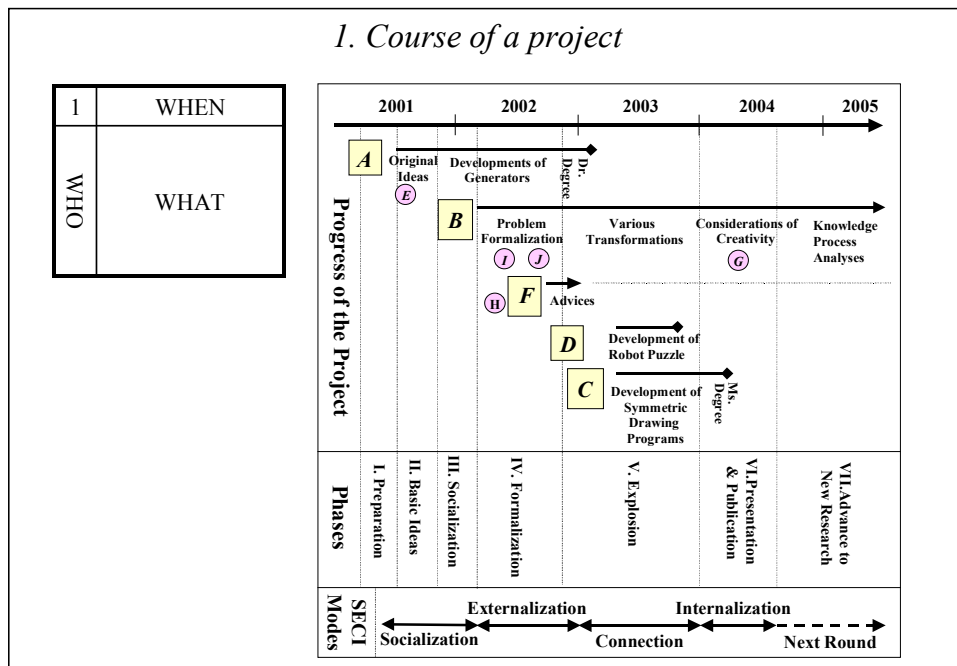 1. Course of a project
1 WHEN
WHO
WHAT
2001 2002 2003 2004 2005
Progress of the Project
A
Original
Ideas
E
Developments of
Generators
Dr.
Degree
B
Problem
Formalization
I J
Various
Transformations
Considerations of
Creativity
G
Knowledge
Process
Analyses
H
F
Advices
D
Development of
Robot Puzzle
C
Development of
Symmetric
Drawing
Programs
Ms.
Degree
Phases
I. Preparation
II. Basic Ideas
III. Socialization
IV. Formalization
V. Explosion
VI.Presentation
& Publication
VII.Advance to
New Research
SECI
Modes
Socialization
Externalization
Connection
Internalization
Next Round